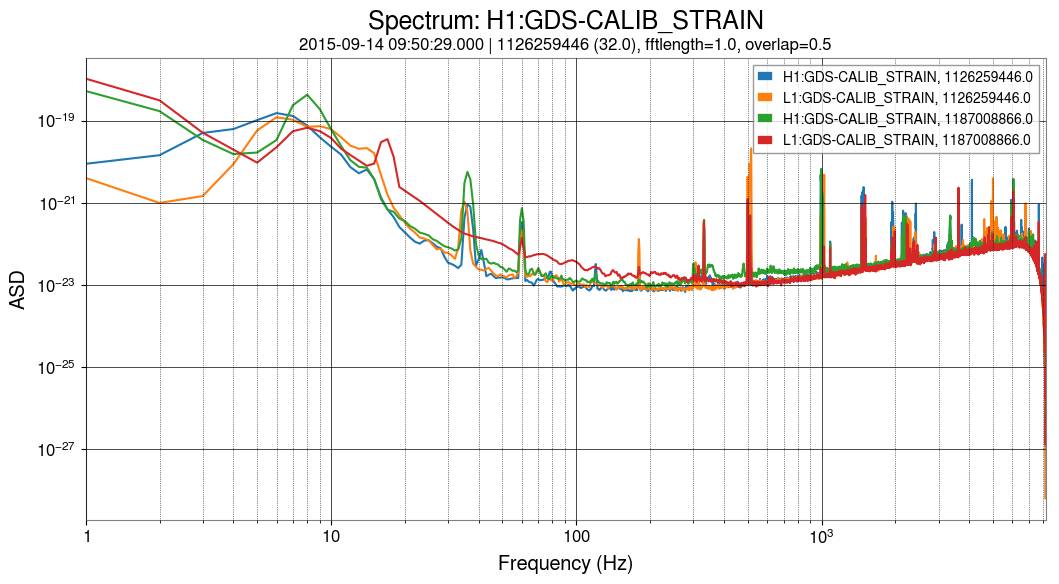 Spectrum: H1:GDS-CALIB_STRAIN
2015-09-14 09:50:29.000 | 1126259446 (32.0), fftlength=1.0, overlap=0.5
H1:GDS-CALIB_STRAIN, 1126259446.0
L1:GDS-CALIB_STRAIN, 1126259446.0
H1:GDS-CALIB_STRAIN, 1187008866.0
L1:GDS-CALIB_STRAIN, 1187008866.0
ASD
10⁻¹⁹
10⁻²¹
10⁻²³
10⁻²⁵
10⁻²⁷
1 10 100 10³
Frequency (Hz)